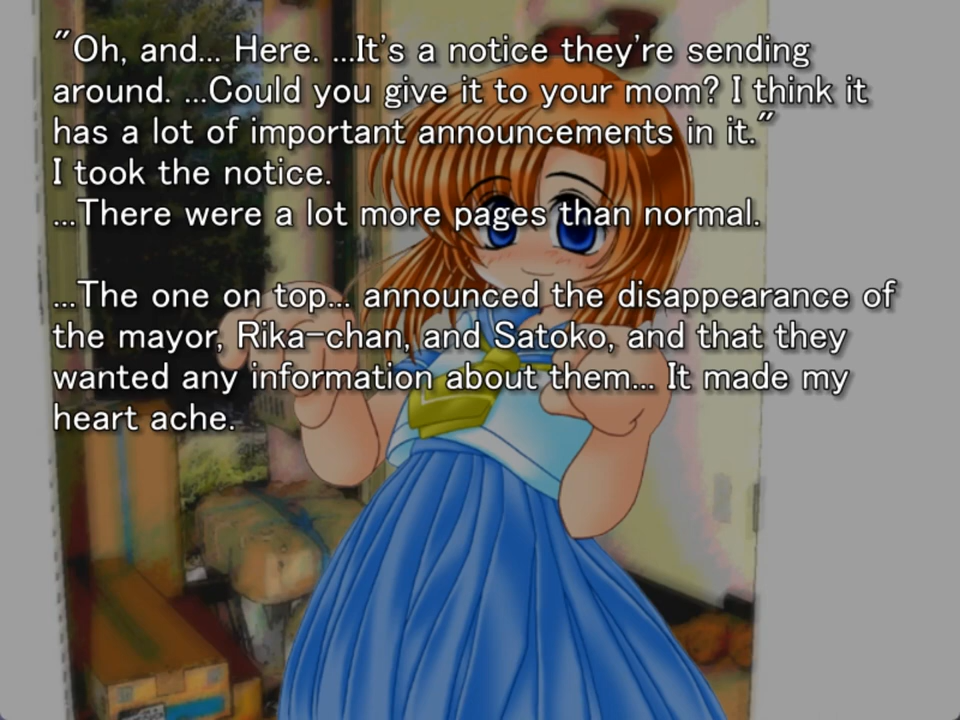 "Oh, and... Here. ...It's a notice they're sending
around. ...Could you give it to your mom? I think it
has a lot of important announcements in it."
I took the notice.
...There were a lot more pages than normal.
...The one on top... announced the disappearance of
the mayor, Rika-chan, and Satoko, and that they
wanted any information about them... It made my
heart ache.